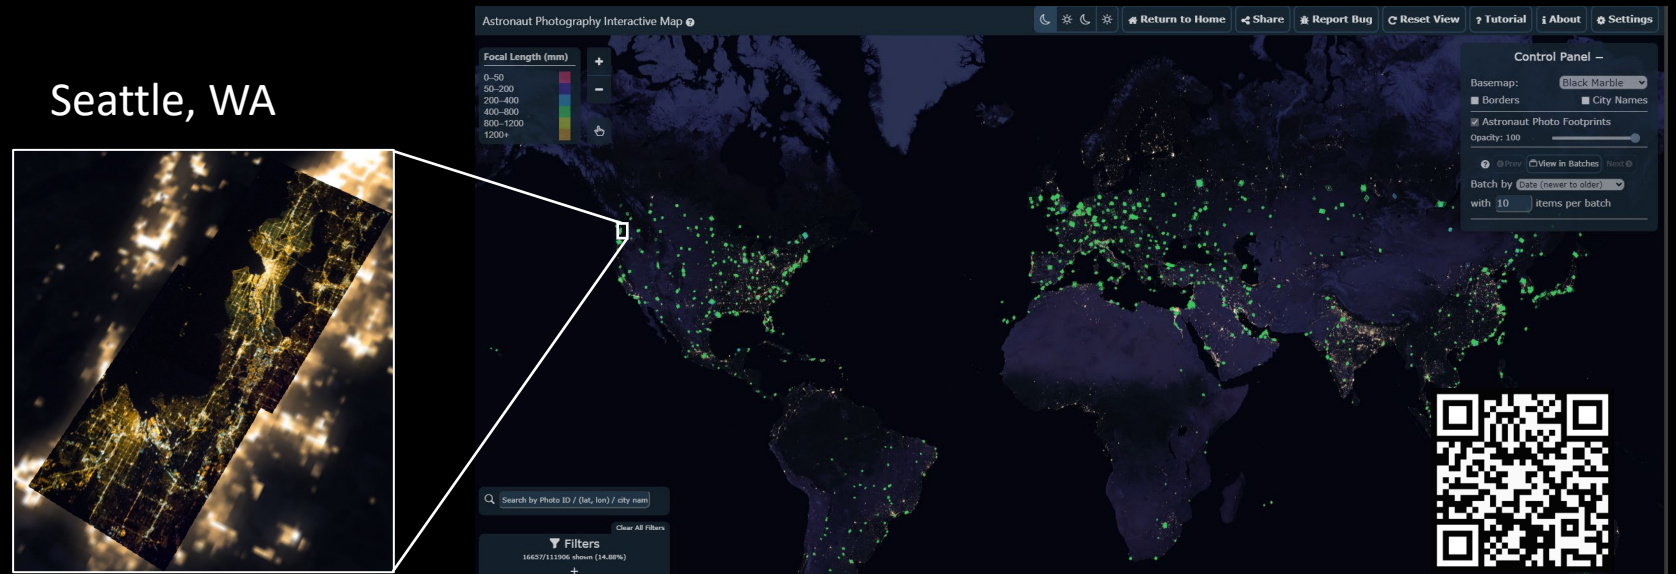 Seattle, WA
Astronaut Photography Interactive Map ?
Return to Home
Share
Report Bug
Reset View
? Tutorial
i About
Settings
Focal Length (mm)
0–50
50–200
200–400
400–800
800–1200
1200+
+
–
Control Panel –
Basemap: Black Marble
Borders City Names
Astronaut Photo Footprints
Opacity: 100
? Prev View in Batches Next
Batch by Date (newer to older)
with 10 items per batch
Search by Photo ID / (lat, lon) / city nam
Clear All Filters
Filters
16657/111906 shown (14.88%)
+